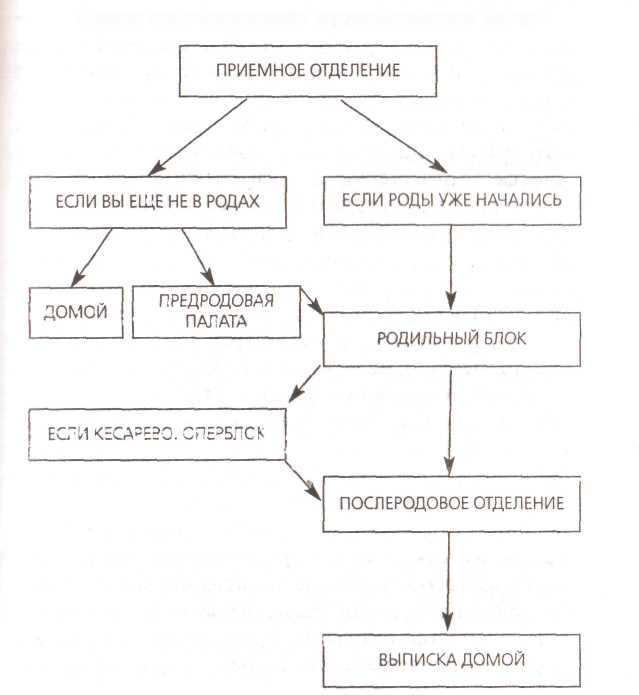 ПРИЕМНОЕ ОТДЕЛЕНИЕ
ЕСЛИ ВЫ ЕЩЕ НЕ В РОДАХ
ЕСЛИ РОДЫ УЖЕ НАЧАЛИСЬ
ДОМОЙ
ПРЕДРОДОВАЯ
ПАЛАТА
РОДИЛЬНЫЙ БЛОК
ЕСЛИ КЕСАРЕВО. ОПЕРБЛОК
ПОСЛЕРОДОВОЕ ОТДЕЛЕНИЕ
ВЫПИСКА ДОМОЙ